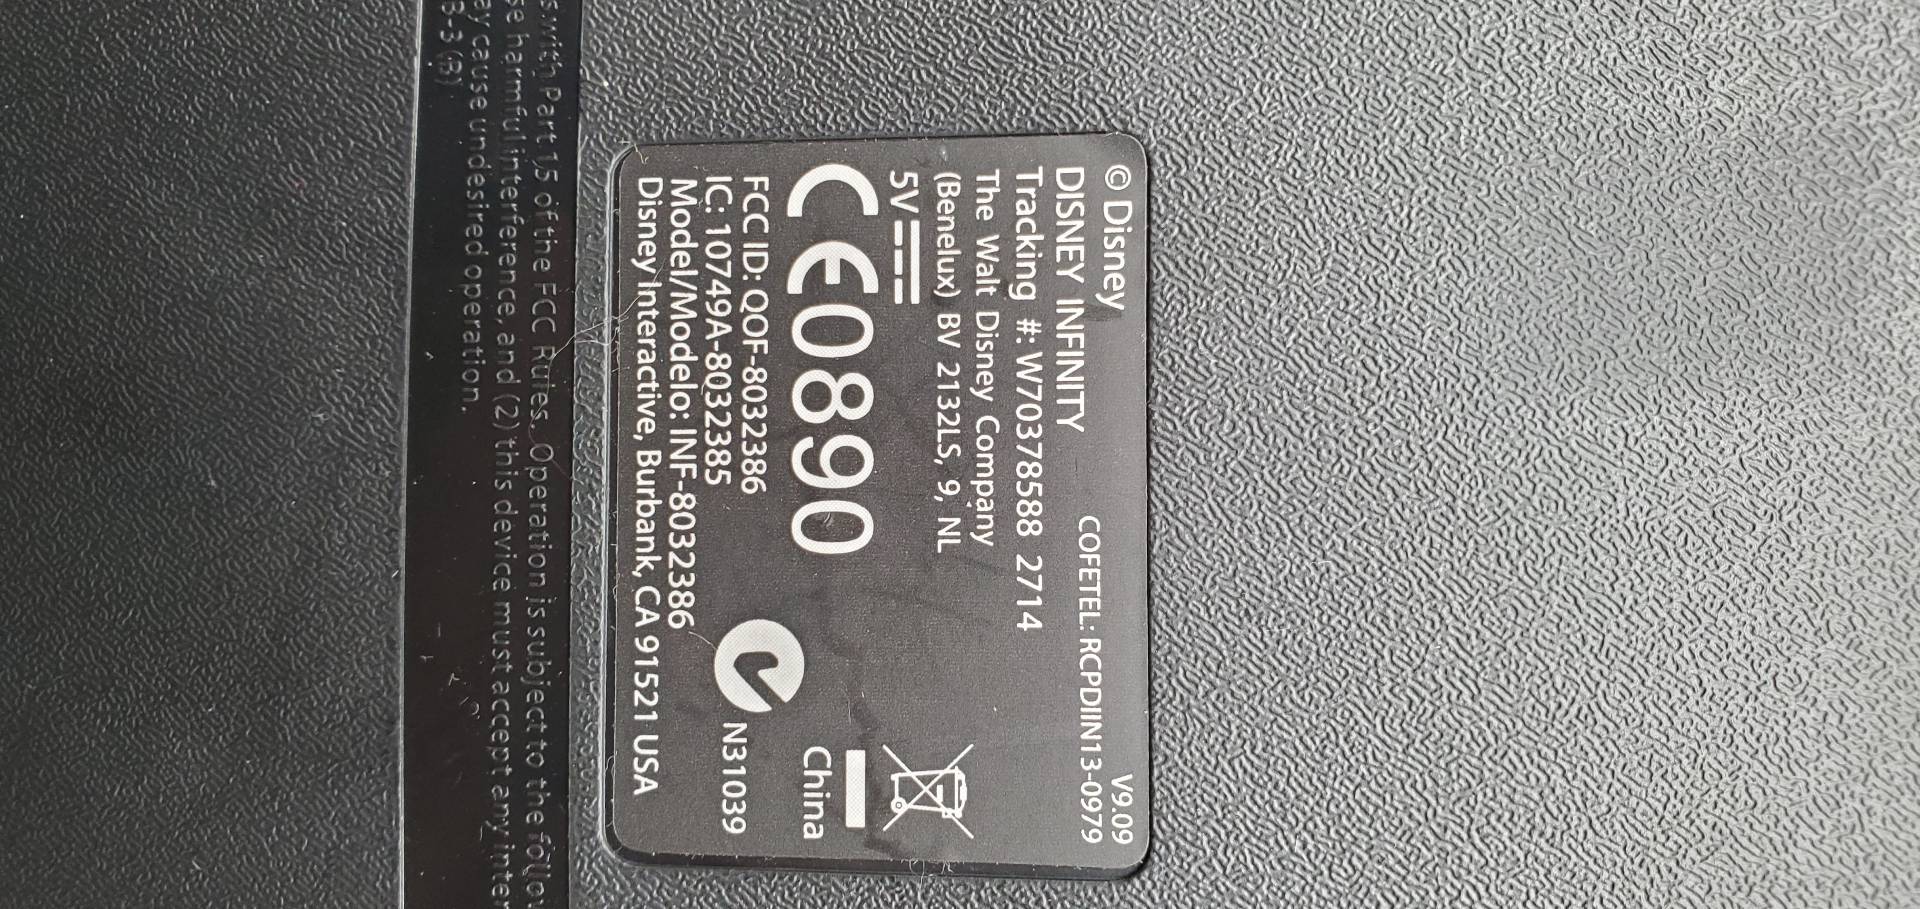 © Disney
V9.09
DISNEY INFINITY
COFETEL: RCPDIIN13-0979
Tracking #: W70378588 2714
The Walt Disney Company
(Benelux) BV 2132LS, 9, NL
5V
CE0890
China
FCC ID: QOF-8032386
N31039
IC: 10749A-8032385
Model/Modelo: INF-8032386
Disney Interactive, Burbank, CA 91521 USA
with Part 15 of the FCC Rules. Operation is subject to the
harmful interference, and (2) this device must accept any
cause undesired operation.
B-3 (B)